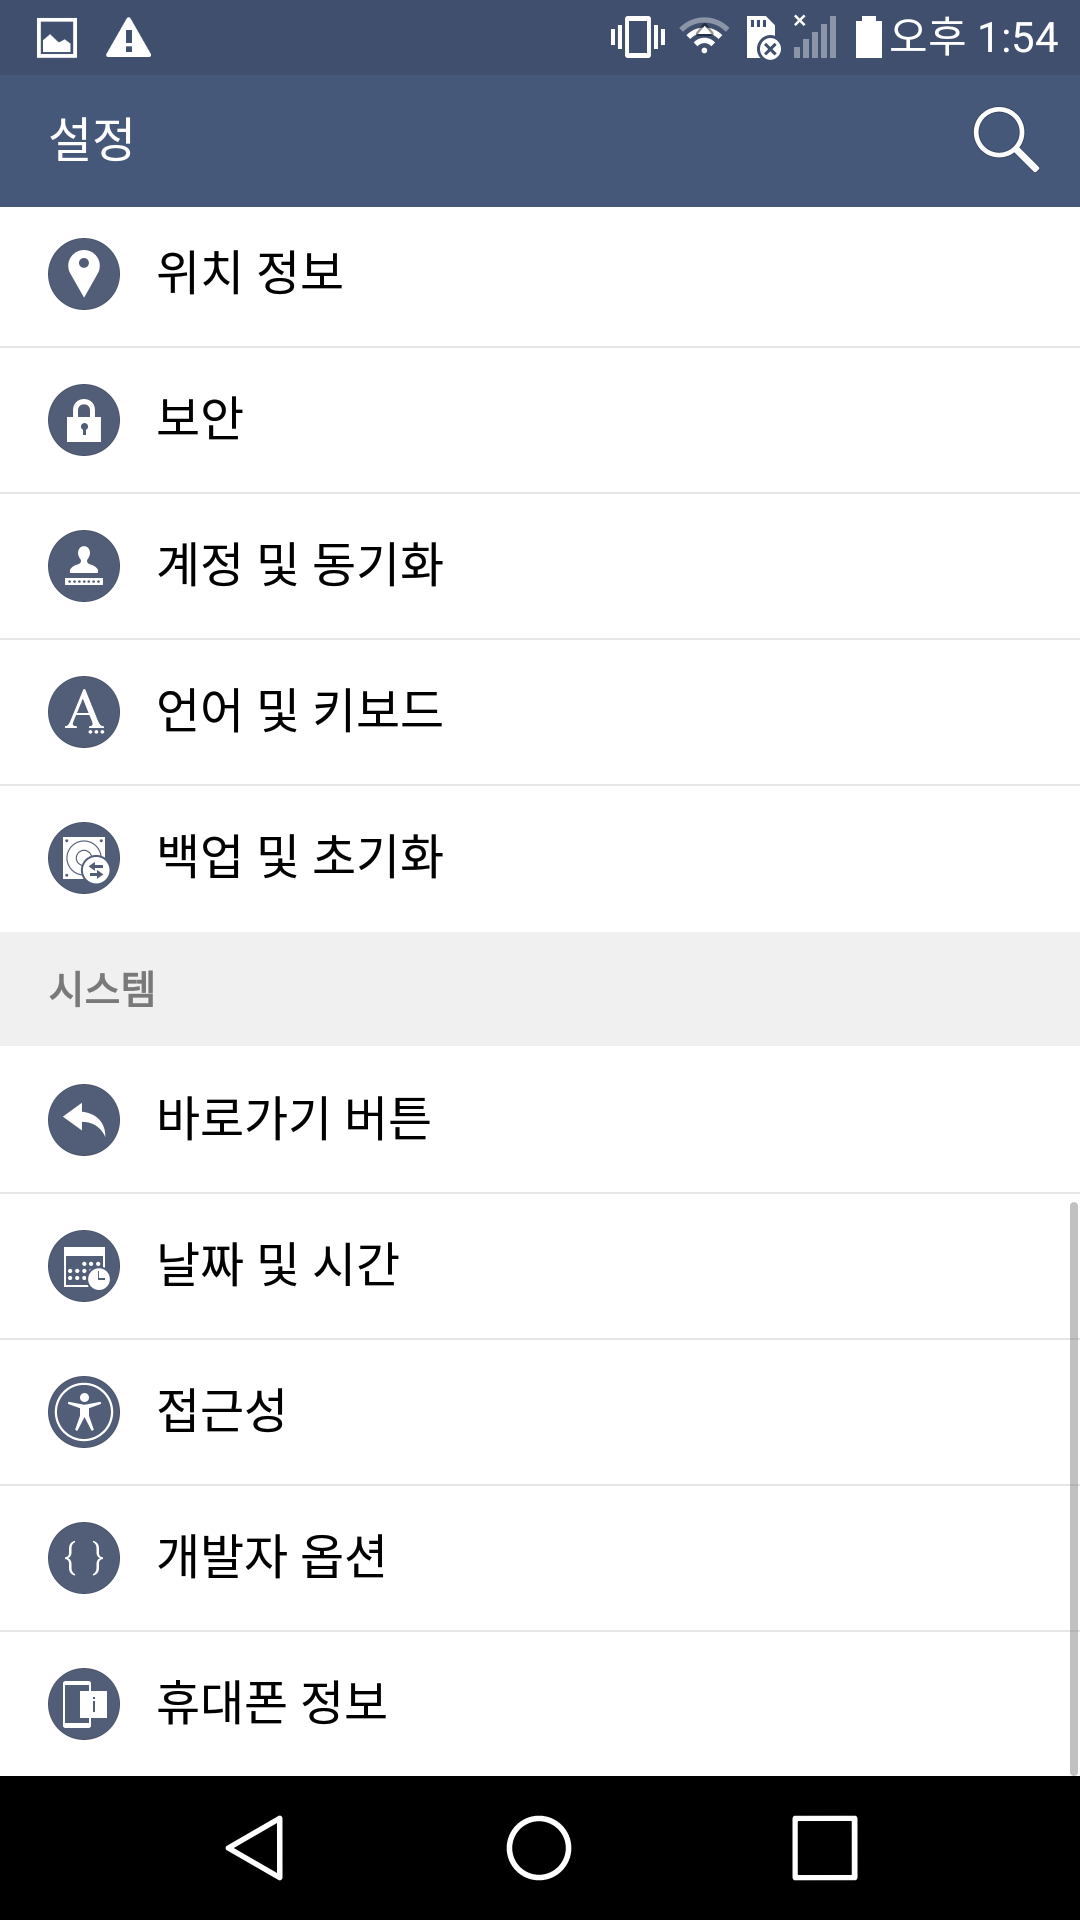 오후 1:54
설정
위치 정보
보안
계정 및 동기화
언어 및 키보드
백업 및 초기화
시스템
바로가기 버튼
날짜 및 시간
접근성
개발자 옵션
휴대폰 정보